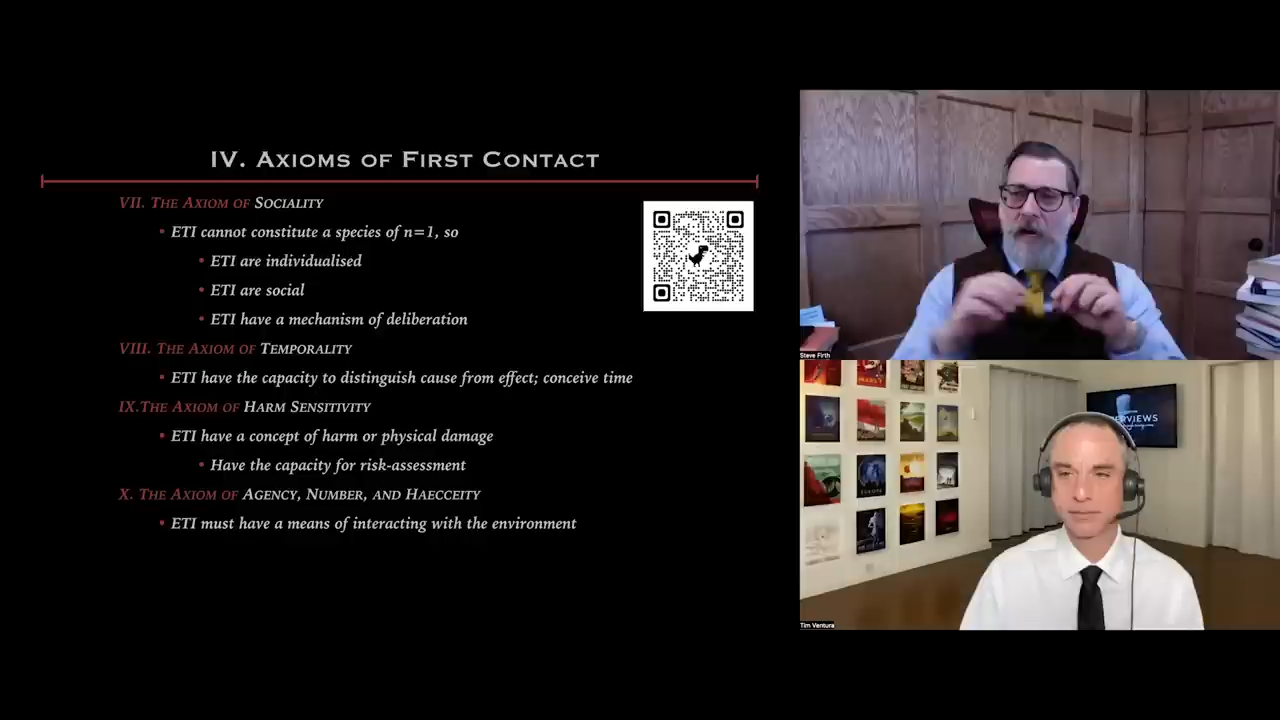 IV. Axioms of First Contact
VII. The Axiom of Sociality
• ETI cannot constitute a species of n=1, so
• ETI are individualised
• ETI are social
• ETI have a mechanism of deliberation
VIII. The Axiom of Temporality
• ETI have the capacity to distinguish cause from effect; conceive time
IX.The Axiom of Harm Sensitivity
• ETI have a concept of harm or physical damage
• Have the capacity for risk-assessment
X. The Axiom of Agency, Number, and Haecceity
• ETI must have a means of interacting with the environment
Steve Firth
Tim Ventura